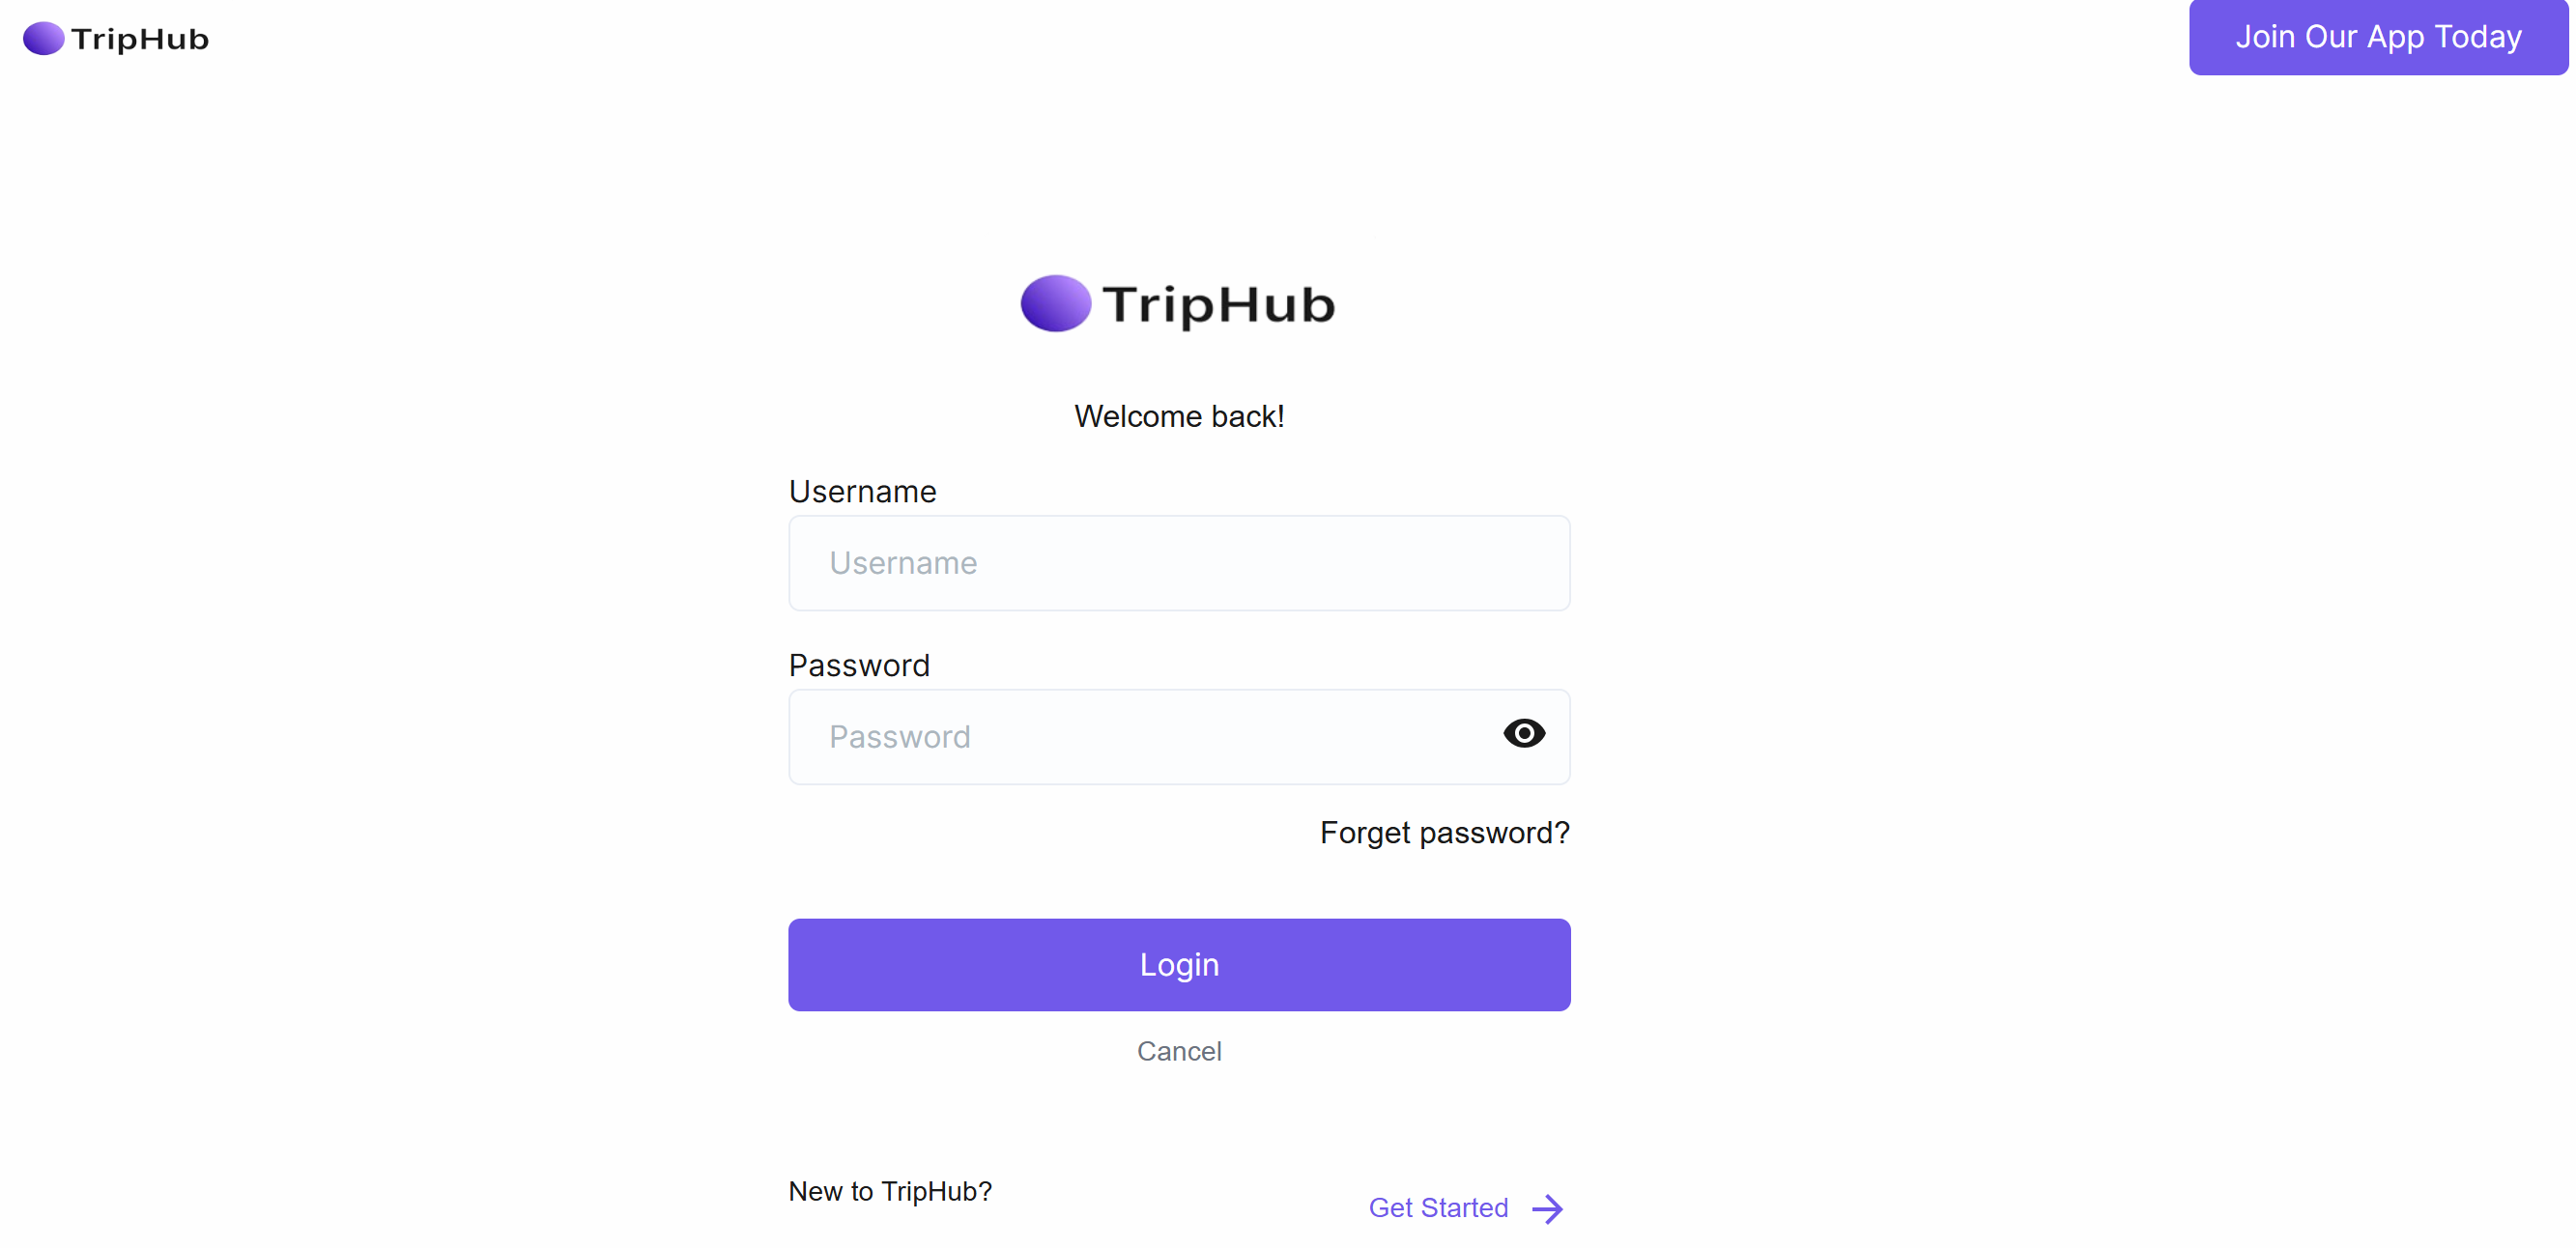 TripHub
Join Our App Today
TripHub
Welcome back!
Username
Username
Password
Password
Forget password?
Login
Cancel
New to TripHub?
Get Started